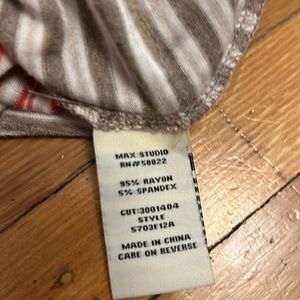 MAX STUDIO
RN#58822
95% RAYON
5% SPANDEX
CUT:3001404
STYLE
5703F12A
MADE IN CHINA
CARE ON REVERSE